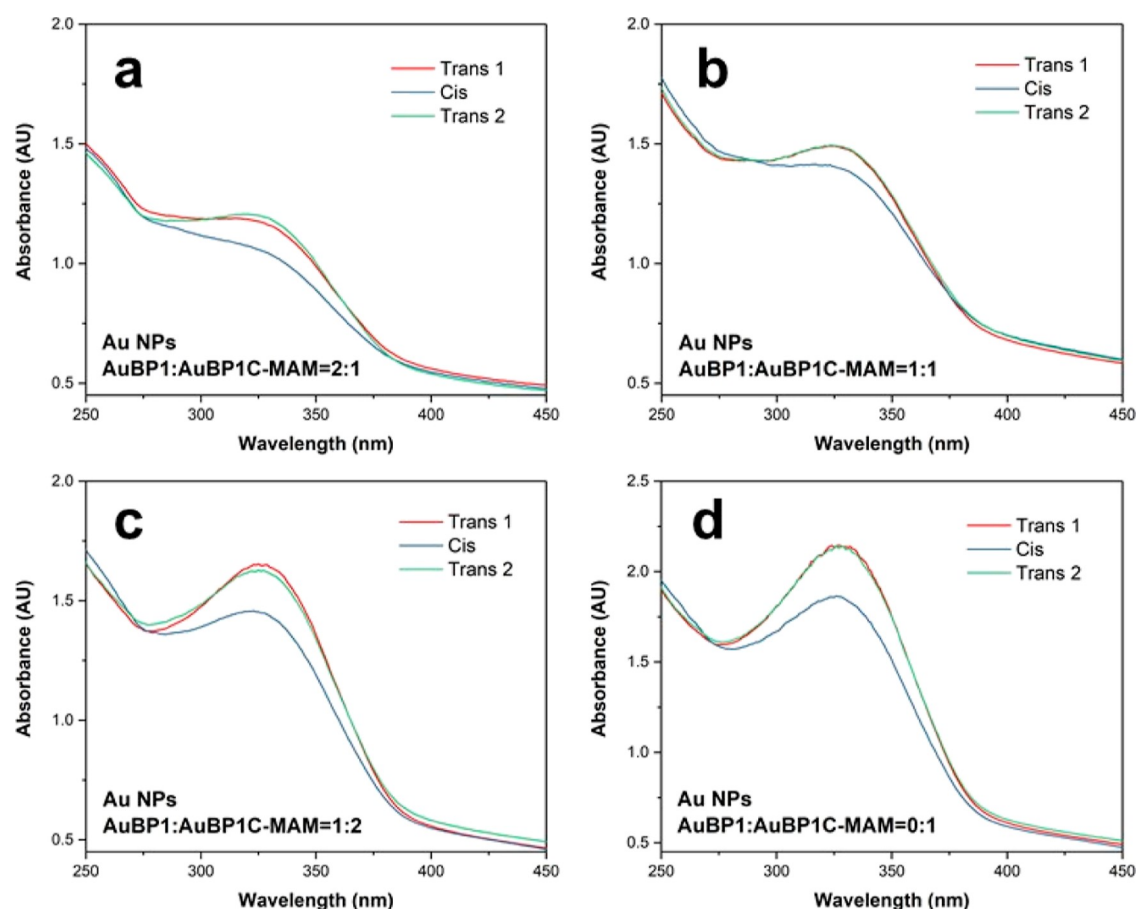 a
Trans 1
Cis
Trans 2
Au NPs
AuBP1:AuBP1C-MAM=2:1
Absorbance (AU)
2.0
1.5
1.0
0.5
250
300
350
400
450
Wavelength (nm)
b
Trans 1
Cis
Trans 2
Au NPs
AuBP1:AuBP1C-MAM=1:1
Absorbance (AU)
2.0
1.5
1.0
0.5
250
300
350
400
450
Wavelength (nm)
c
Trans 1
Cis
Trans 2
Au NPs
AuBP1:AuBP1C-MAM=1:2
Absorbance (AU)
2.0
1.5
1.0
0.5
250
300
350
400
450
Wavelength (nm)
d
Trans 1
Cis
Trans 2
Au NPs
AuBP1:AuBP1C-MAM=0:1
Absorbance (AU)
2.5
2.0
1.5
1.0
0.5
250
300
350
400
450
Wavelength (nm)